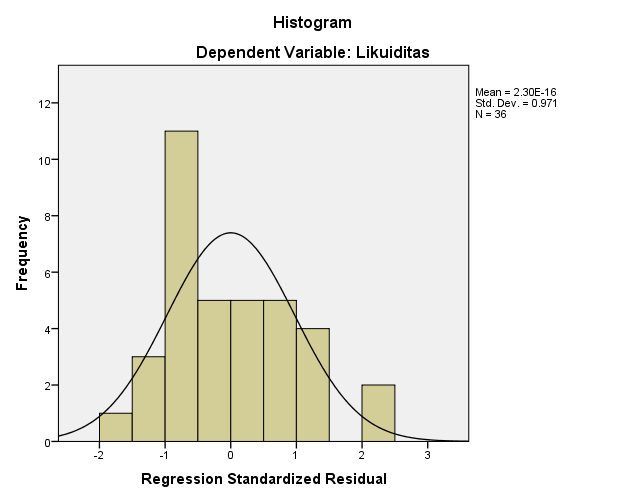 Histogram
Dependent Variable: Likuiditas
Mean = 2.30E-16
Std. Dev. = 0.971
N = 36
Frequency
12
10
8
6
4
2
0
-2 -1 0 1 2 3
Regression Standardized Residual